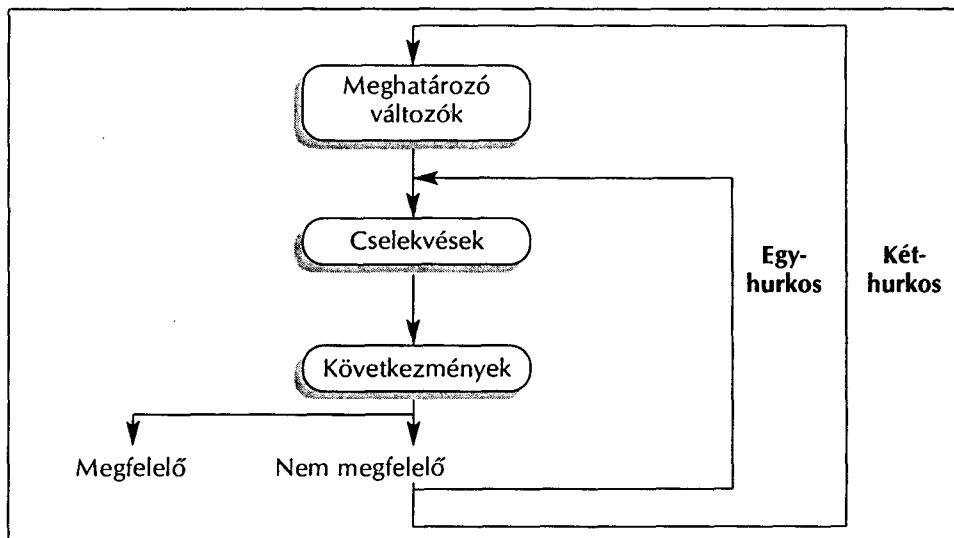 Meghatározó
változók
Cselekvések
Egy-
hurkos
Két-
hurkos
Következmények
Megfelelő
Nem megfelelő